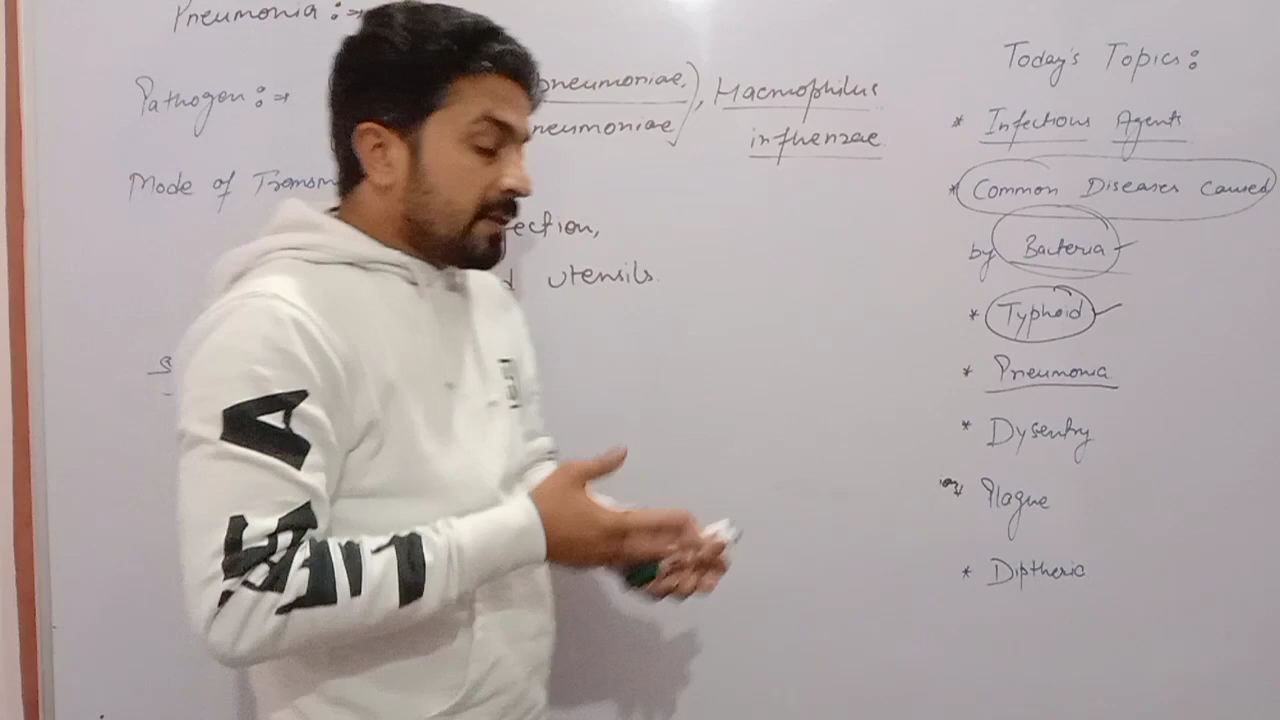 Pneumonia :→
Pathogen :→ pneumoniae, Haemophilus
pneumoniae influenzae
Mode of Transm
ection,
d utensils.
Today's Topics :
* Infectious Agents
* Common Diseases Caused
by Bacteria
* Typhoid
* Pneumonia
* Dysentry
* Plague
* Diptheric